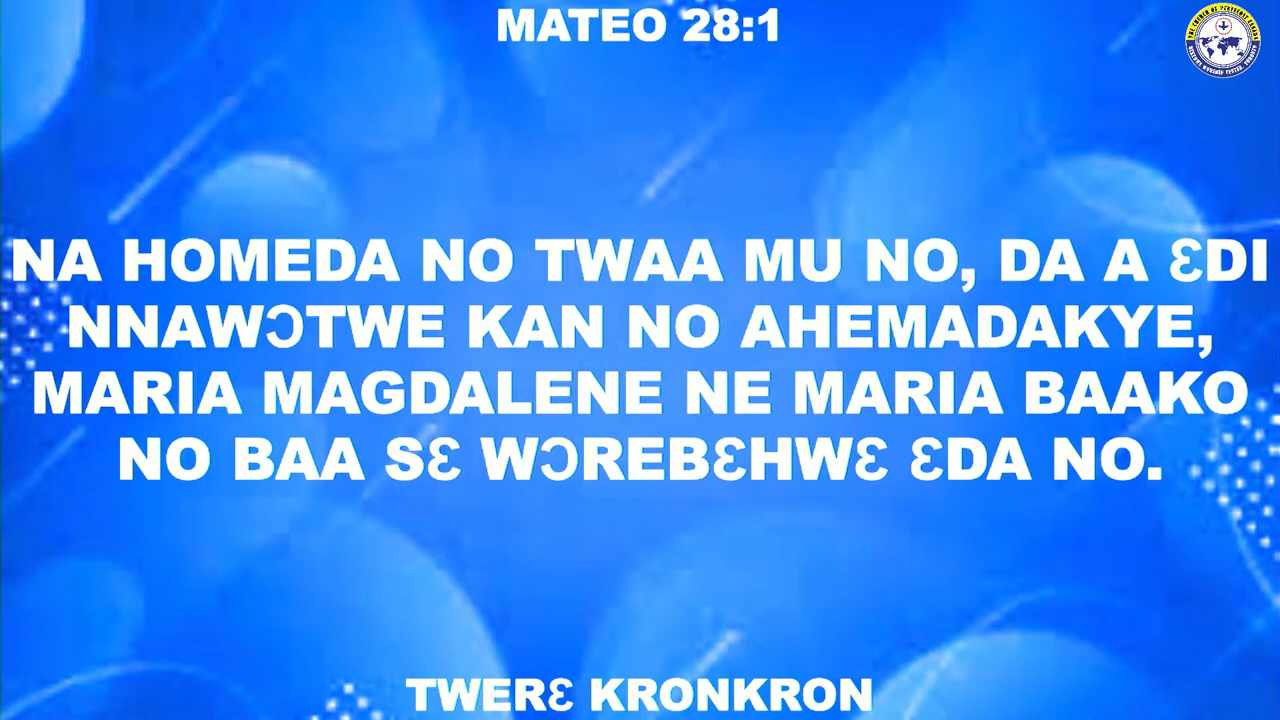 MATEO 28:1
NA HOMEDA NO TWAA MU NO, DA A ƐDI
NNAWƆTWE KAN NO AHEMADAKYE,
MARIA MAGDALENE NE MARIA BAAKO
NO BAA SƐ WƆREBƐHWƐ ƐDA NO.
TWERƐ KRONKRON